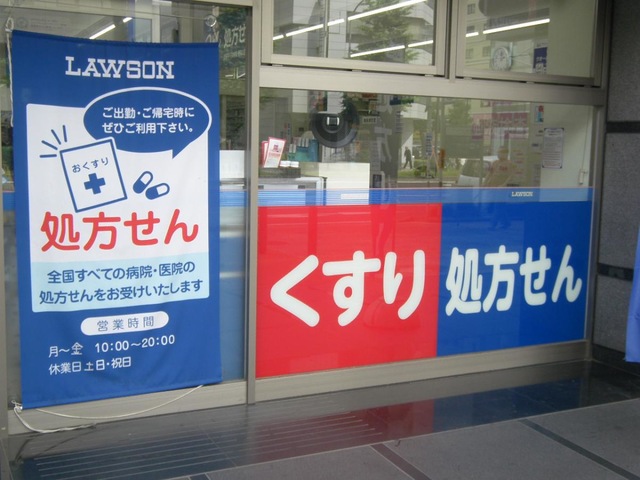 LAWSON
ご出勤・ご帰宅時に
ぜひご利用下さい。
おくすり
処方せん
全国すべての病院・医院の
処方せんをお受けいたします
営業時間
月～金 10:00～20:00
休業日 土日・祝日
LAWSON
くすり 処方せん